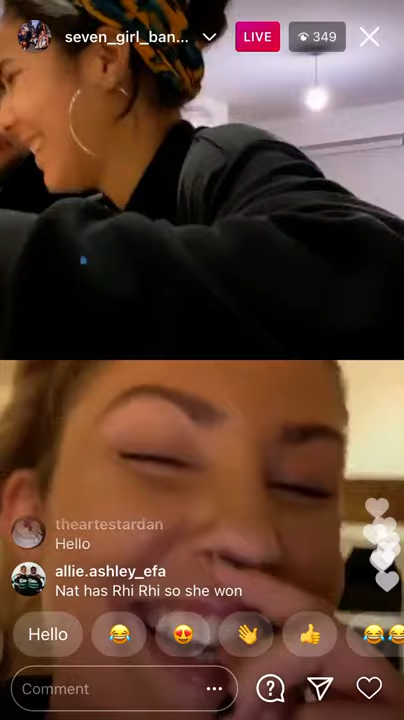 seven_girl_ban...
LIVE
349
theartestardan
Hello
allie.ashley_efa
Nat has Rhi Rhi so she won
Hello
Comment